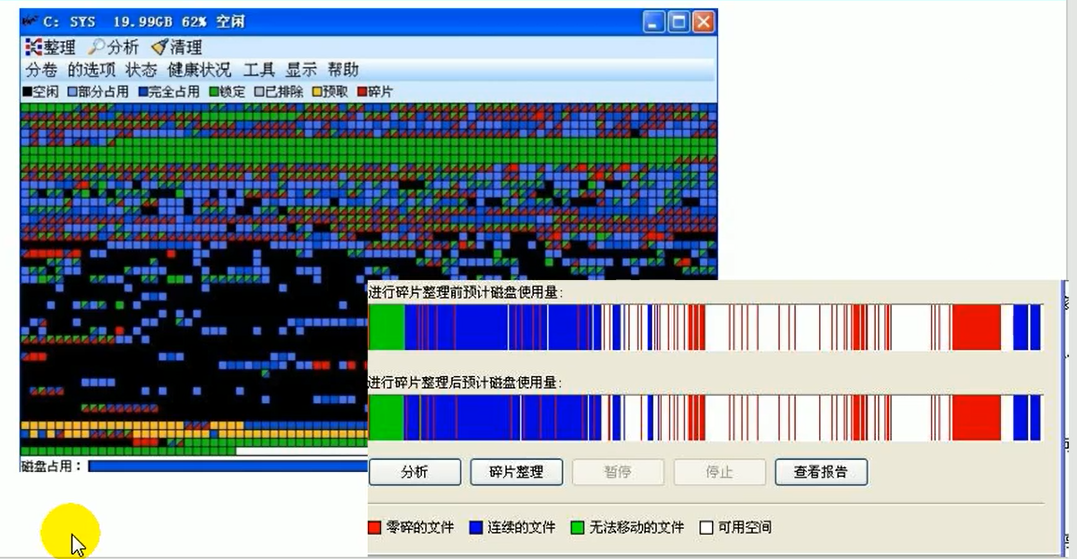 C: SYS 19.99GB 62% 空闲
整理 分析 清理
分卷 的选项 状态 健康状况 工具 显示 帮助
空闲 部分占用 完全占用 锁定 已排除 预取 碎片
磁盘占用：
进行碎片整理前预计磁盘使用量:
进行碎片整理后预计磁盘使用量:
分析 碎片整理 暂停 停止 查看报告
零碎的文件 连续的文件 无法移动的文件 可用空间